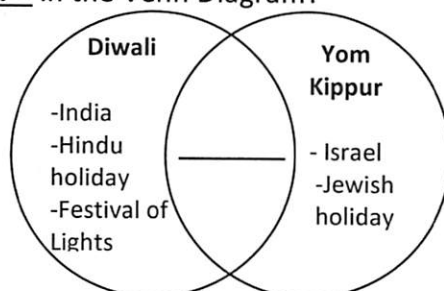 in the Venn Diagram?
Diwali
-India
-Hindu
holiday
-Festival of
Lights
Yom
Kippur
- Israel
-Jewish
holiday